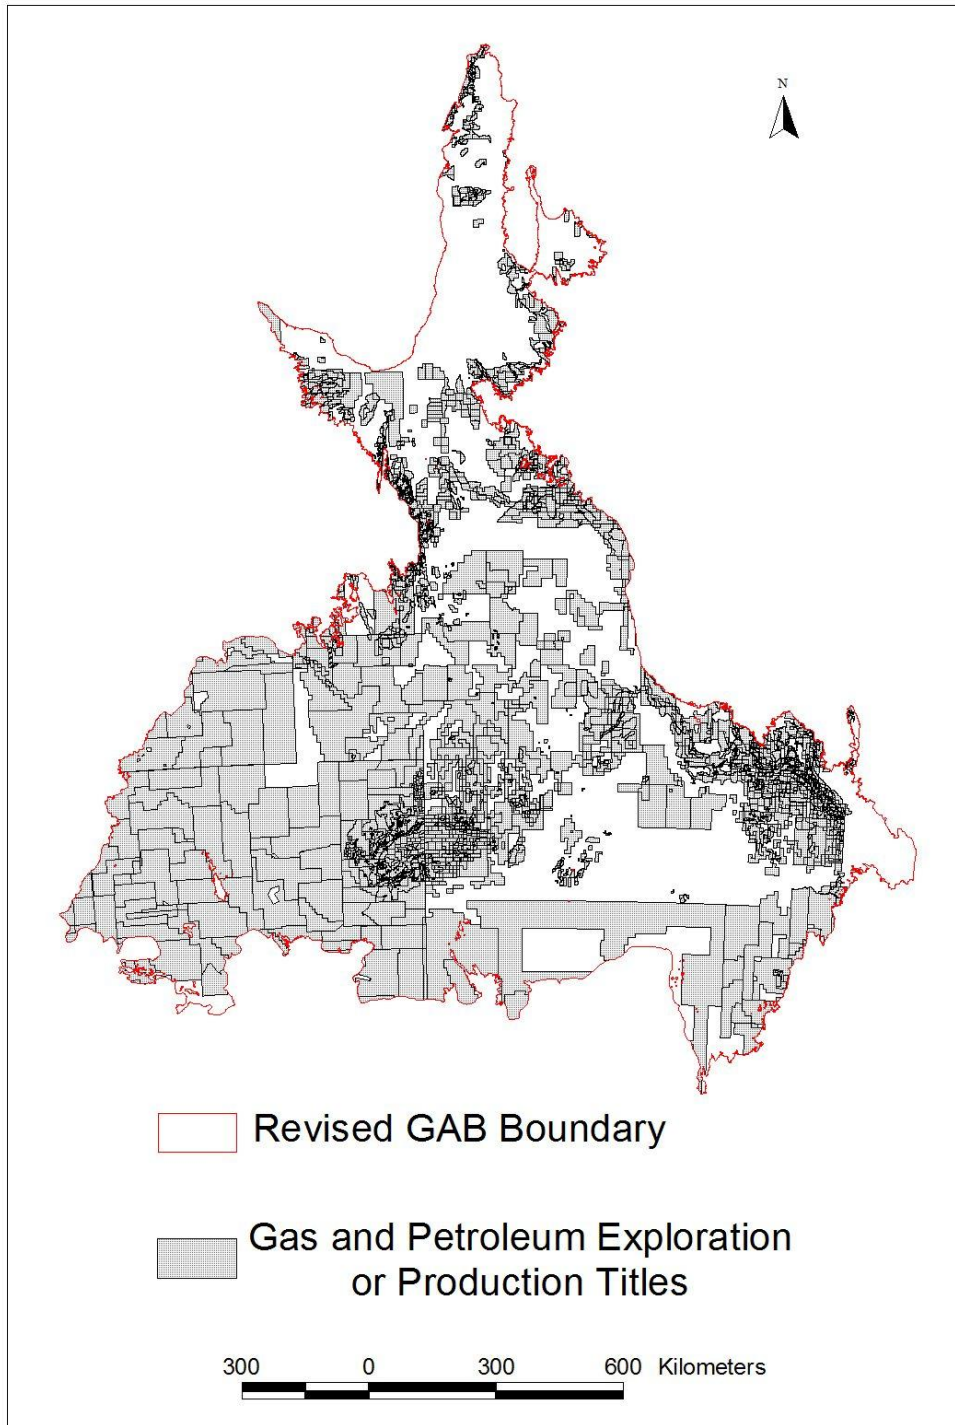 N
Revised GAB Boundary
Gas and Petroleum Exploration
or Production Titles
300 0 300 600 Kilometers